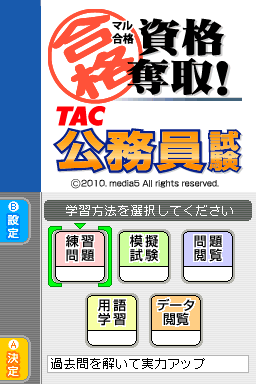 合格
マル
合格
資格
奪取!
TAC
公務員試験
©2010. media5 All rights reserved.
学習方法を選択してください
B
設定
練習
問題
模擬
試験
問題
閲覧
用語
学習
データ
閲覧
A
決定
過去問を解いて実力アップ